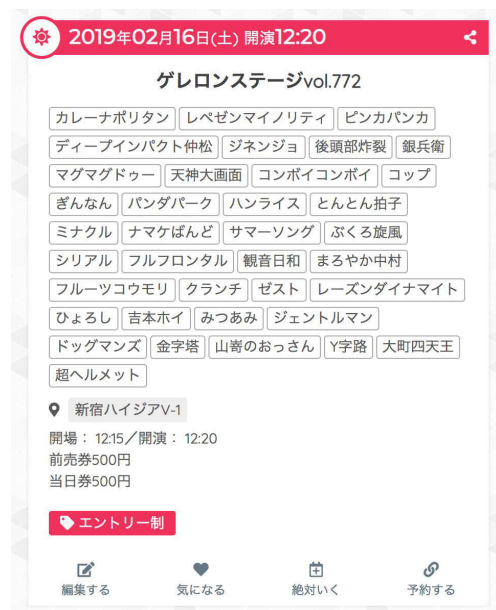 2019年02月16日(土) 開演12:20
ゲレロンステージvol.772
カレーナポリタン レペゼンマイノリティ ピンカパンカ
ディープインパクト仲松 ジネンジョ 後頭部炸裂 銀兵衛
マグマグドゥー 天神大画面 コンボイコンボイ コップ
ぎんなん パンダパーク ハンライス とんとん拍子
ミナクル ナマケばんど サマーソング ぶくろ旋風
シリアル フルフロンタル 観音日和 まろやか中村
フルーツコウモリ クランチ ゼスト レーズンダイナマイト
ひょろし 吉本ホイ みつあみ ジェントルマン
ドッグマンズ 金字塔 山嵜のおっさん Y字路 大町四天王
超ヘルメット
新宿ハイジアV-1
開場: 12:15/開演: 12:20
前売券500円
当日券500円
エントリー制
編集する 気になる 絶対いく 予約する